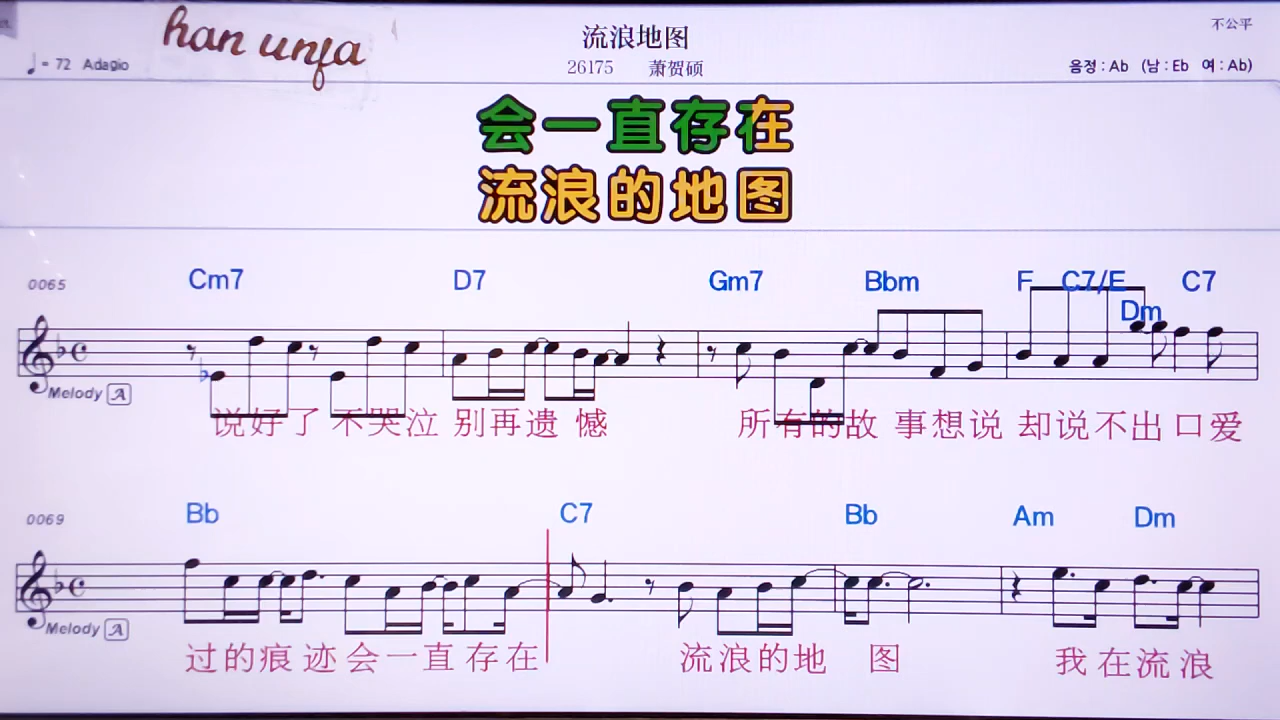 han unfa
流浪地图
不公平
♩= 72 Adagio
26175 萧贺硕
음정 : Ab (남 : Eb 여 : Ab)
会一直存在
流浪的地图
0065 Cm7 D7 Gm7 Bbm F C7/E Dm C7
Melody A
说好了 不哭泣 别再遗 憾 所有的故 事想说 却说不出 口爱
0069 Bb C7 Bb Am Dm
Melody A
过的痕 迹 会一直 存在 流浪的地 图 我在流浪